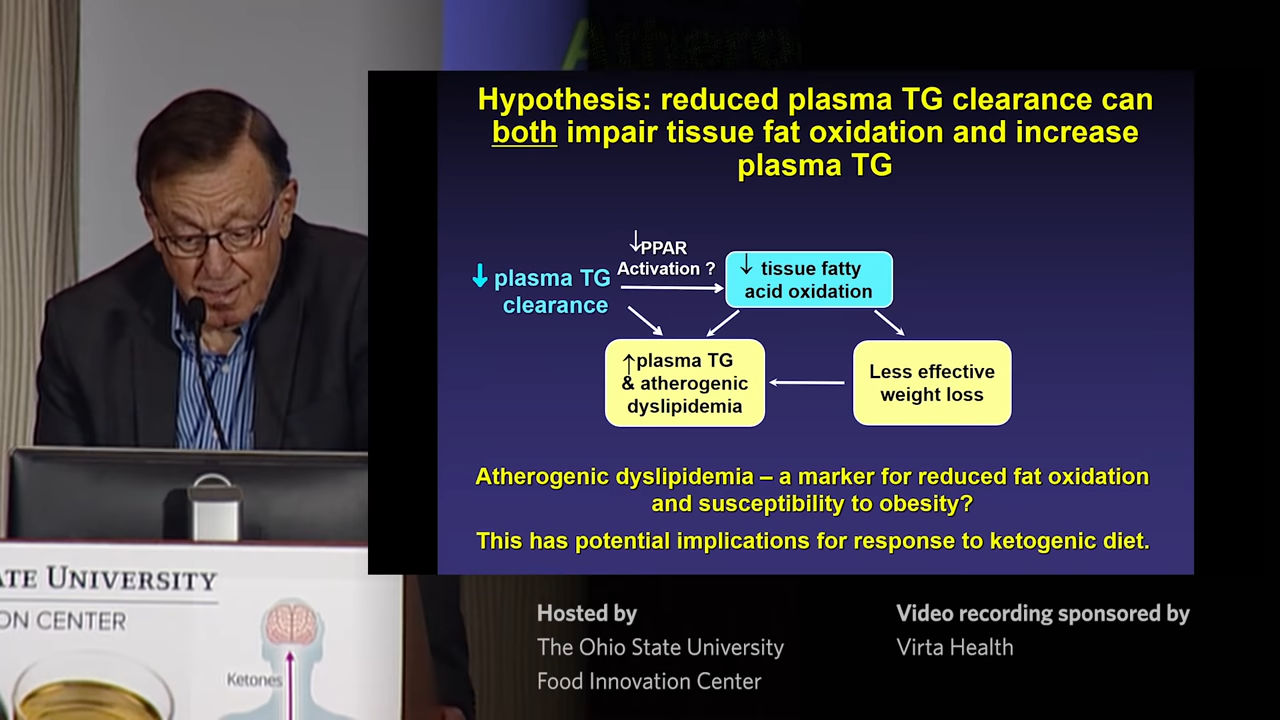 Hypothesis: reduced plasma TG clearance can
both impair tissue fat oxidation and increase
plasma TG
↓PPAR
Activation ?
↓ plasma TG
clearance
↓ tissue fatty
acid oxidation
↑plasma TG
& atherogenic
dyslipidemia
Less effective
weight loss
Atherogenic dyslipidemia – a marker for reduced fat oxidation
and susceptibility to obesity?
This has potential implications for response to ketogenic diet.
ATE UNIVERSITY
ON CENTER
Ketones
Hosted by
The Ohio State University
Food Innovation Center
Video recording sponsored by
Virta Health